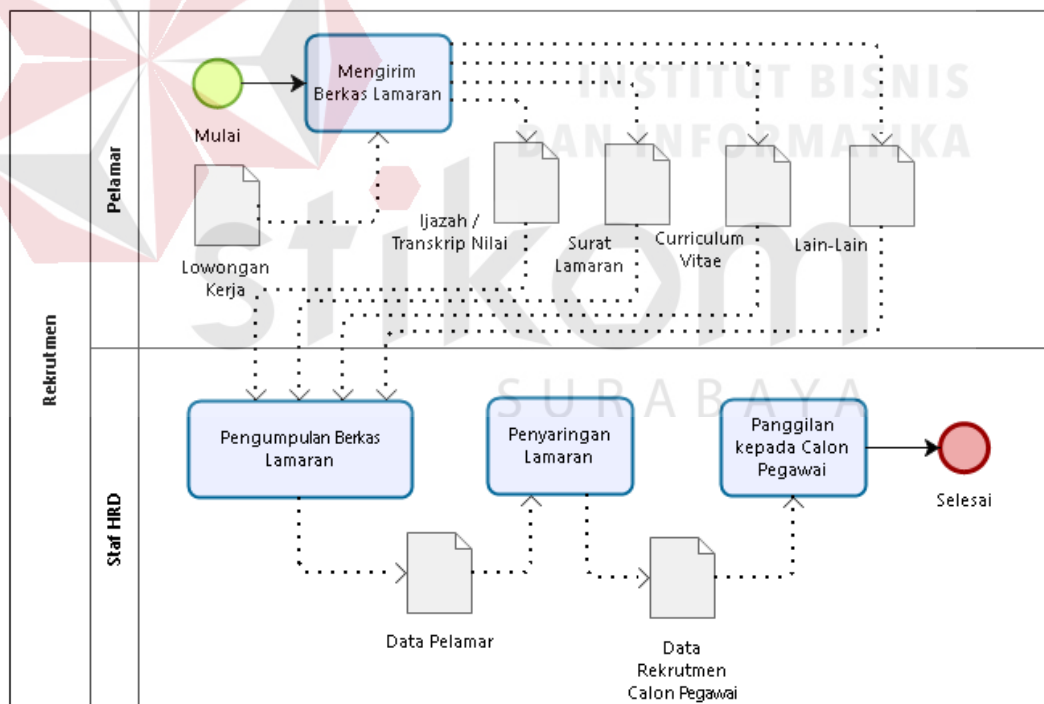 Rekrutmen
Pelamar
Mulai
Mengirim
Berkas Lamaran
INSTITUT BISNIS
DAN INFORMATIKA
Lowongan
Kerja
Ijazah /
Transkrip Nilai
Surat
Lamaran
Curriculum
Vitae
Lain-Lain
stikom
SURABAYA
Staf HRD
Pengumpulan Berkas
Lamaran
Penyaringan
Lamaran
Panggilan
kepada Calon
Pegawai
Selesai
Data Pelamar
Data
Rekrutmen
Calon Pegawai